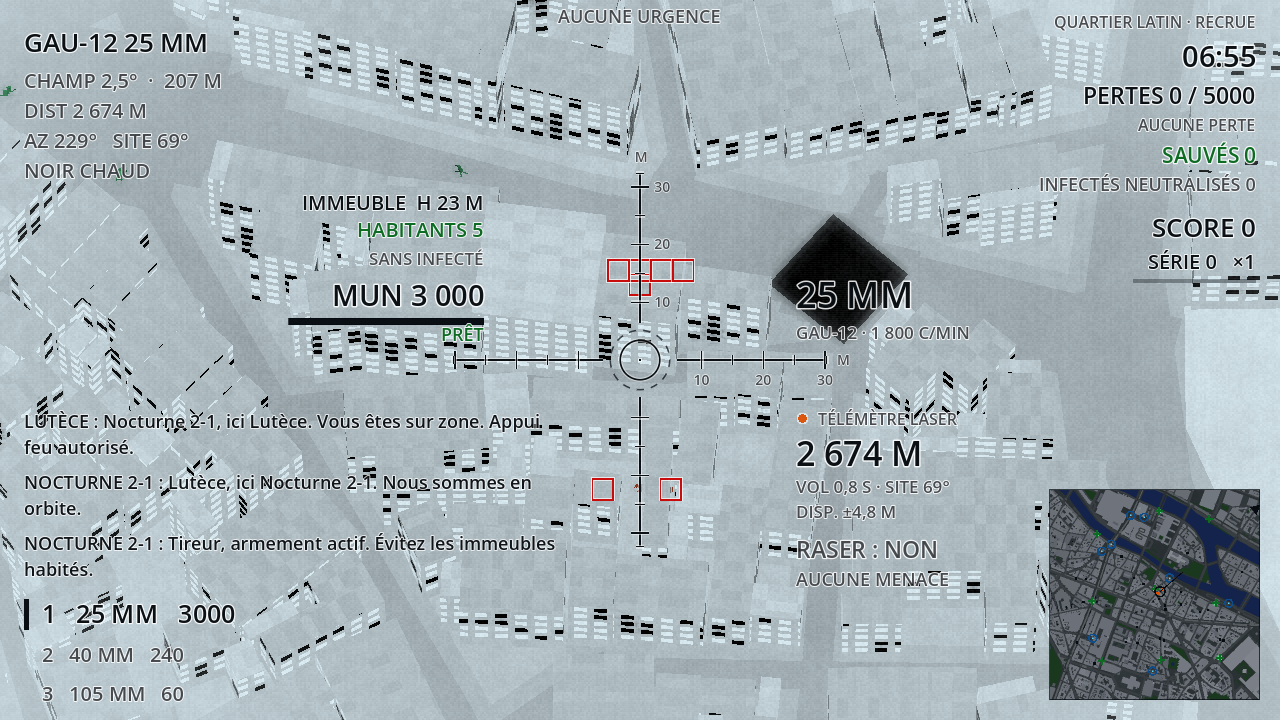 AUCUNE URGENCE
GAU-12 25 MM
CHAMP 2,5° · 207 M
DIST 2 674 M
AZ 229° SITE 69°
NOIR CHAUD
QUARTIER LATIN · RECRUE
06:55
PERTES 0 / 5000
AUCUNE PERTE
SAUVÉS 0
INFECTÉS NEUTRALISÉS 0
SCORE 0
SÉRIE 0 ×1
IMMEUBLE H 23 M
HABITANTS 5
SANS INFECTÉ
MUN 3 000
PRÊT
M
30
20
10
10 20 30
M
25 MM
GAU-12 · 1 800 C/MIN
TÉLÉMÈTRE LASER
2 674 M
VOL 0,8 S · SITE 69°
DISP. ±4,8 M
RASER : NON
AUCUNE MENACE
LUTÈCE : Nocturne 2-1, ici Lutèce. Vous êtes sur zone. Appui
feu autorisé.
NOCTURNE 2-1 : Lutèce, ici Nocturne 2-1. Nous sommes en
orbite.
NOCTURNE 2-1 : Tireur, armement actif. Évitez les immeubles
habités.
1 25 MM 3000
2 40 MM 240
3 105 MM 60